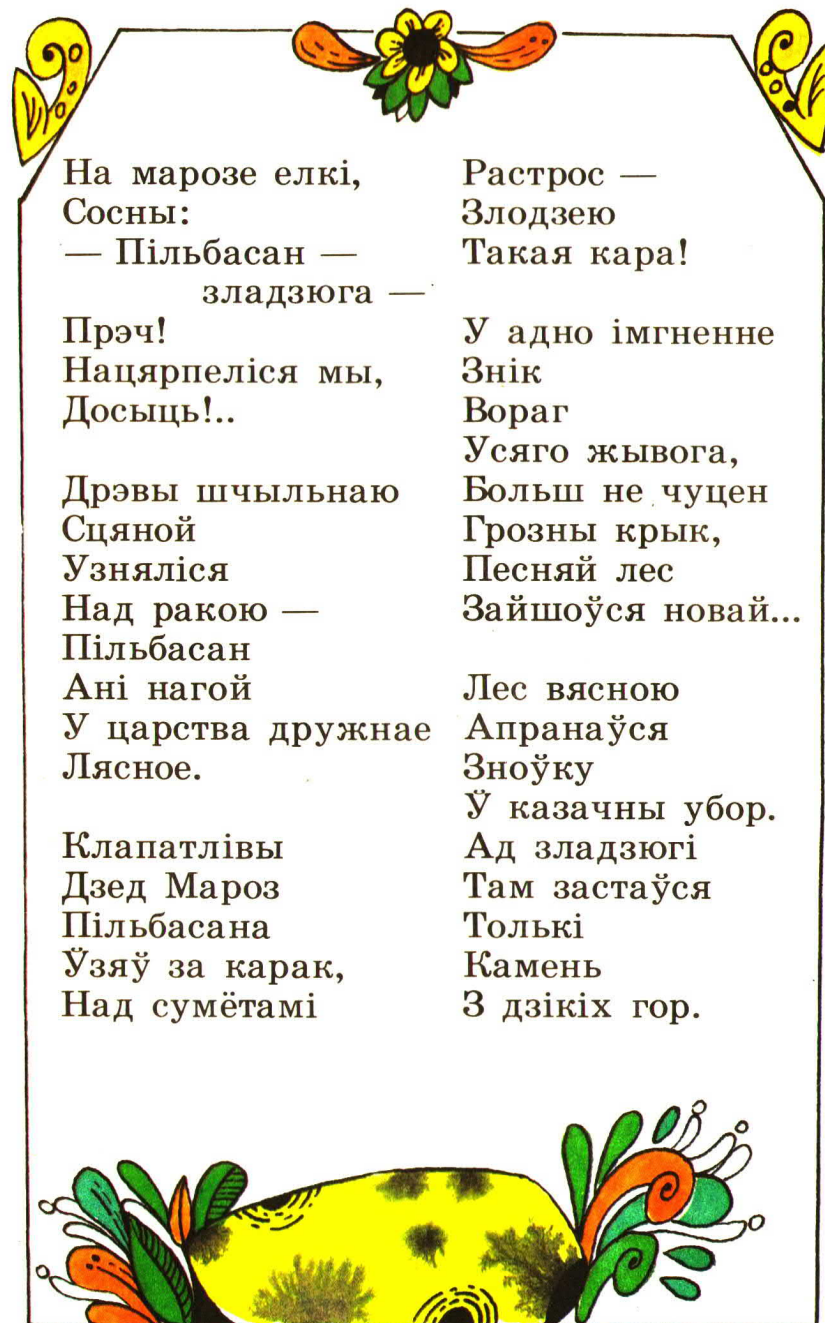 На марозе елкі,
Сосны:
— Пільбасан —
зладзюга —
Прэч!
Нацярпеліся мы,
Досыць!..

Дрэвы шчыльнаю
Сцяной
Узняліся
Над ракою —
Пільбасан
Ані нагой
У царства дружнае
Лясное.

Клапатлівы
Дзед Мароз
Пільбасана
Ўзяў за карак,
Над сумётамі

Растрос —
Злодзею
Такая кара!

У адно імгненне
Знік
Вораг
Усяго жывога,
Больш не чуцен
Грозны крык,
Песняй лес
Зайшоўся новай...

Лес вясною
Апранаўся
Зноўку
Ў казачны убор.
Ад зладзюгі
Там застаўся
Толькі
Камень
З дзікіх гор.